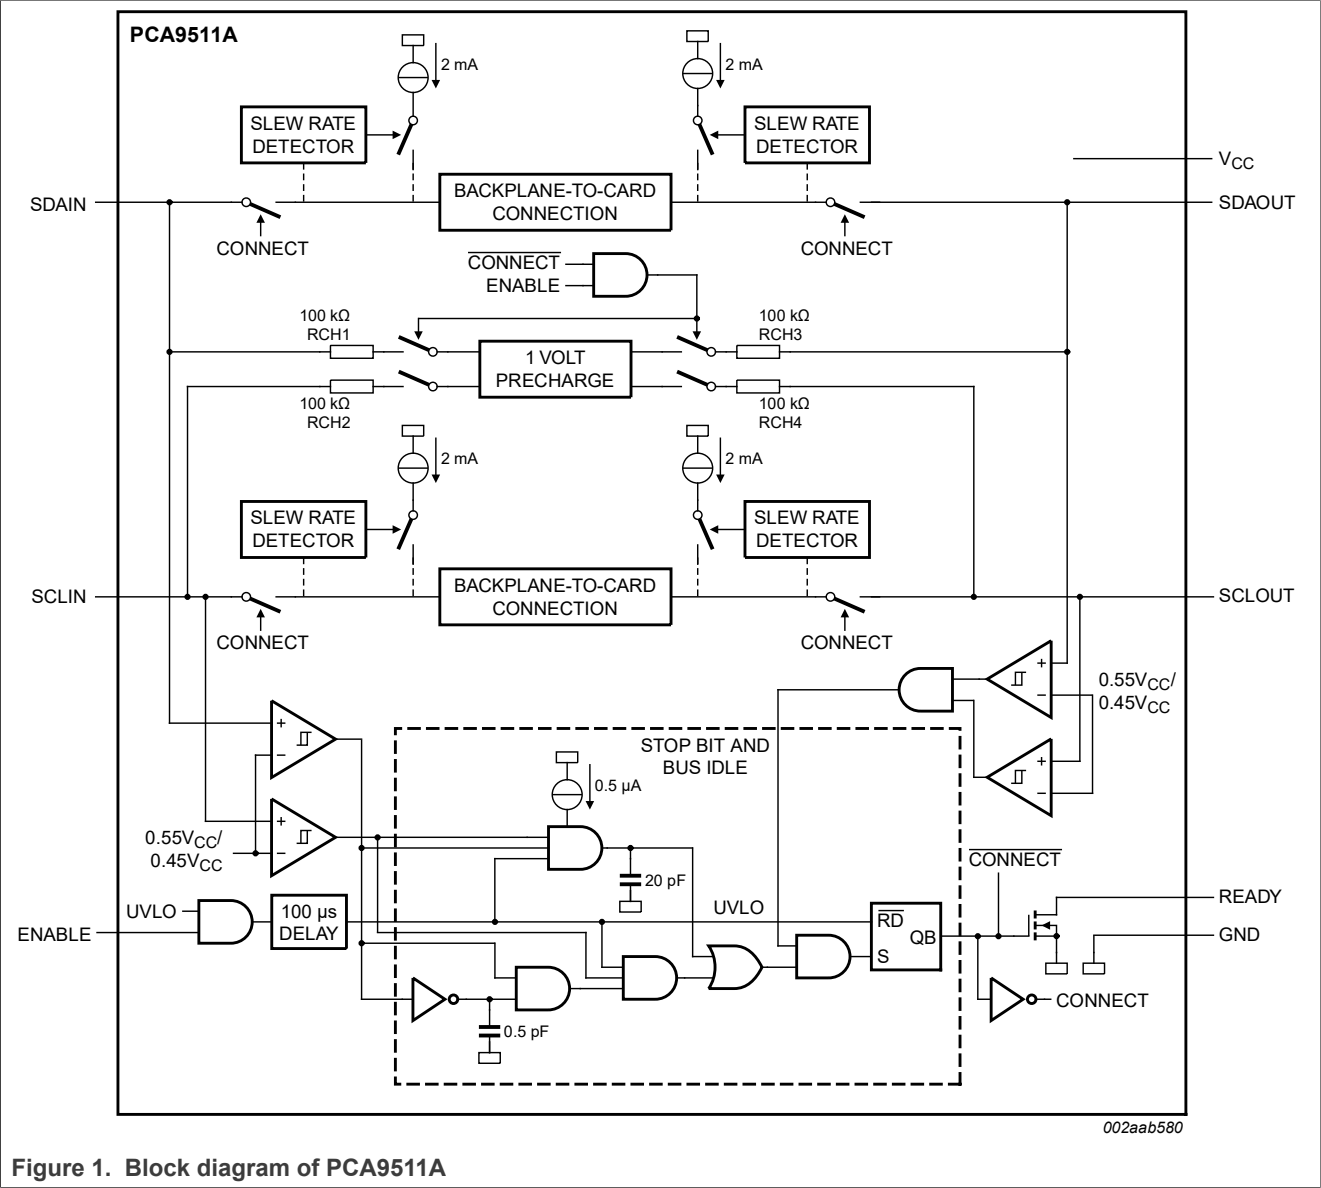 PCA9511A
2 mA
2 mA
SLEW RATE
DETECTOR
SLEW RATE
DETECTOR
VCC
SDAIN
BACKPLANE-TO-CARD
CONNECTION
SDAOUT
CONNECT
CONNECT
CONNECT
ENABLE
100 kΩ
RCH1
100 kΩ
RCH3
1 VOLT
PRECHARGE
100 kΩ
RCH2
100 kΩ
RCH4
2 mA
2 mA
SLEW RATE
DETECTOR
SLEW RATE
DETECTOR
SCLIN
BACKPLANE-TO-CARD
CONNECTION
SCLOUT
CONNECT
CONNECT
+
−
0.55VCC/
0.45VCC
+
−
+
−
STOP BIT AND
BUS IDLE
0.5 µA
+
−
0.55VCC/
0.45VCC
CONNECT
20 pF
READY
UVLO
100 µs
DELAY
UVLO
RD
QB
S
ENABLE
GND
CONNECT
0.5 pF
002aab580
Figure 1. Block diagram of PCA9511A